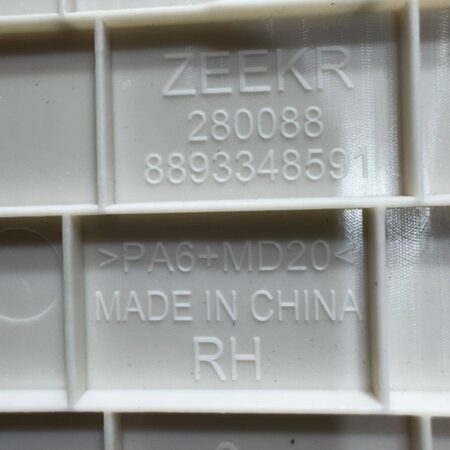 ZEEKR
280088
8893348591
>PA6+MD20<
MADE IN CHINA
RH